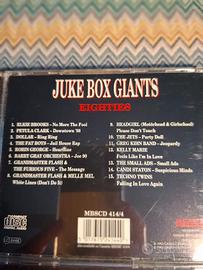 JUKE BOX GIANTS
EIGHTIES
1. ELKIE BROOKS - No More The Fool
2. PETULA CLARK - Downtown '88
3. DOLLAR - Ring Ring
4. THE FAT BOYS - Jail House Rap
5. ROBIN GEORGE - Heartline
6. BARRY GRAY ORCHESTRA - Joe 90
7. GRANDMASTER FLASH &
THE FURIOUS FIVE - The Message
8. GRANDMASTER FLASH & MELLE MEL
White Lines (Don't Do It)
9. HEADGIRL (Motörhead & Girlschool)
Please Don't Touch
10. THE JETS - Party Doll
11. GREG KIHN BAND - Jeopardy
12. KELLY MARIE
Feels Like I'm In Love
13. THE SMALL ADS - Small Ads
14. CANDI STATON - Suspicious Minds
15. TECHNO TWINS
Falling In Love Again
MBSCD 414/4